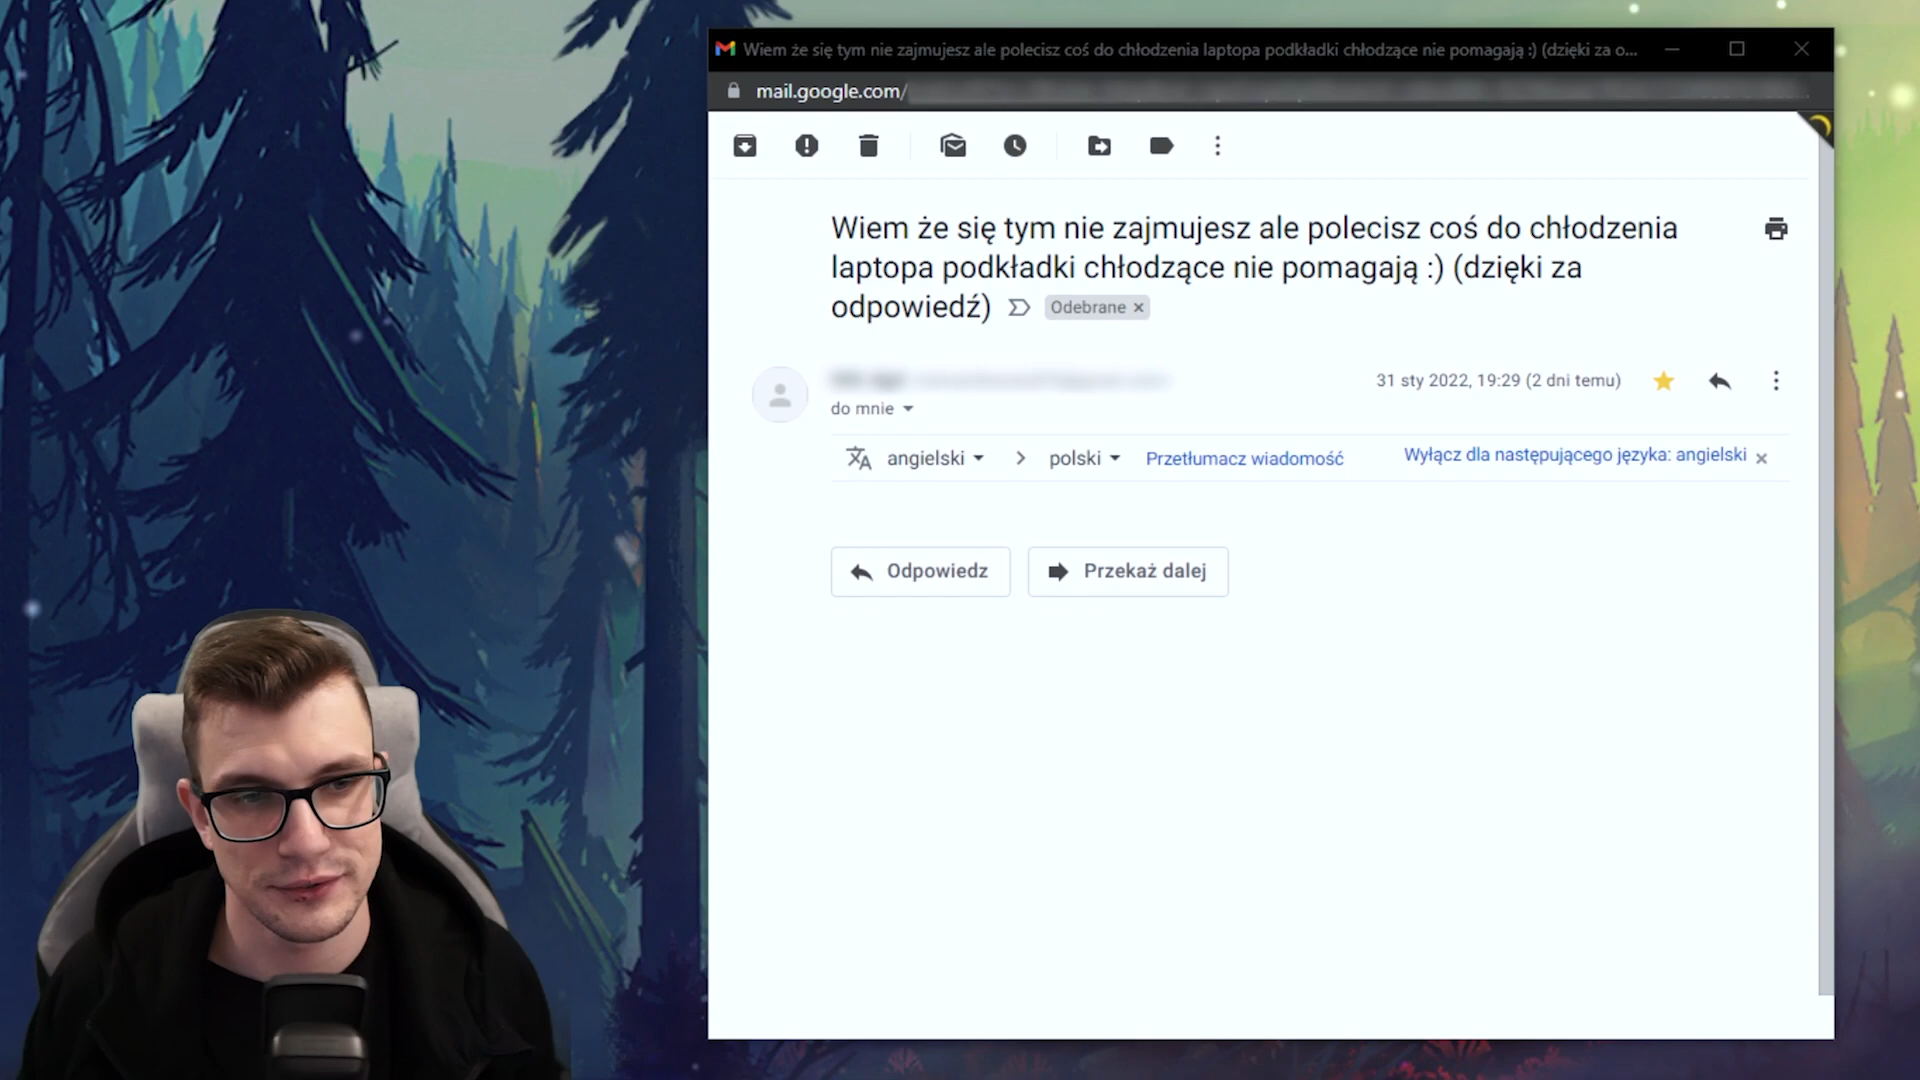 Wiem że się tym nie zajmujesz ale polecisz coś do chłodzenia laptopa podkładki chłodzące nie pomagają :) (dzięki za o...
mail.google.com/
Wiem że się tym nie zajmujesz ale polecisz coś do chłodzenia
laptopa podkładki chłodzące nie pomagają :) (dzięki za
odpowiedź) Odebrane ×
31 sty 2022, 19:29 (2 dni temu)
do mnie
angielski > polski Przetłumacz wiadomość Wyłącz dla następującego języka: angielski ×
Odpowiedz Przekaż dalej